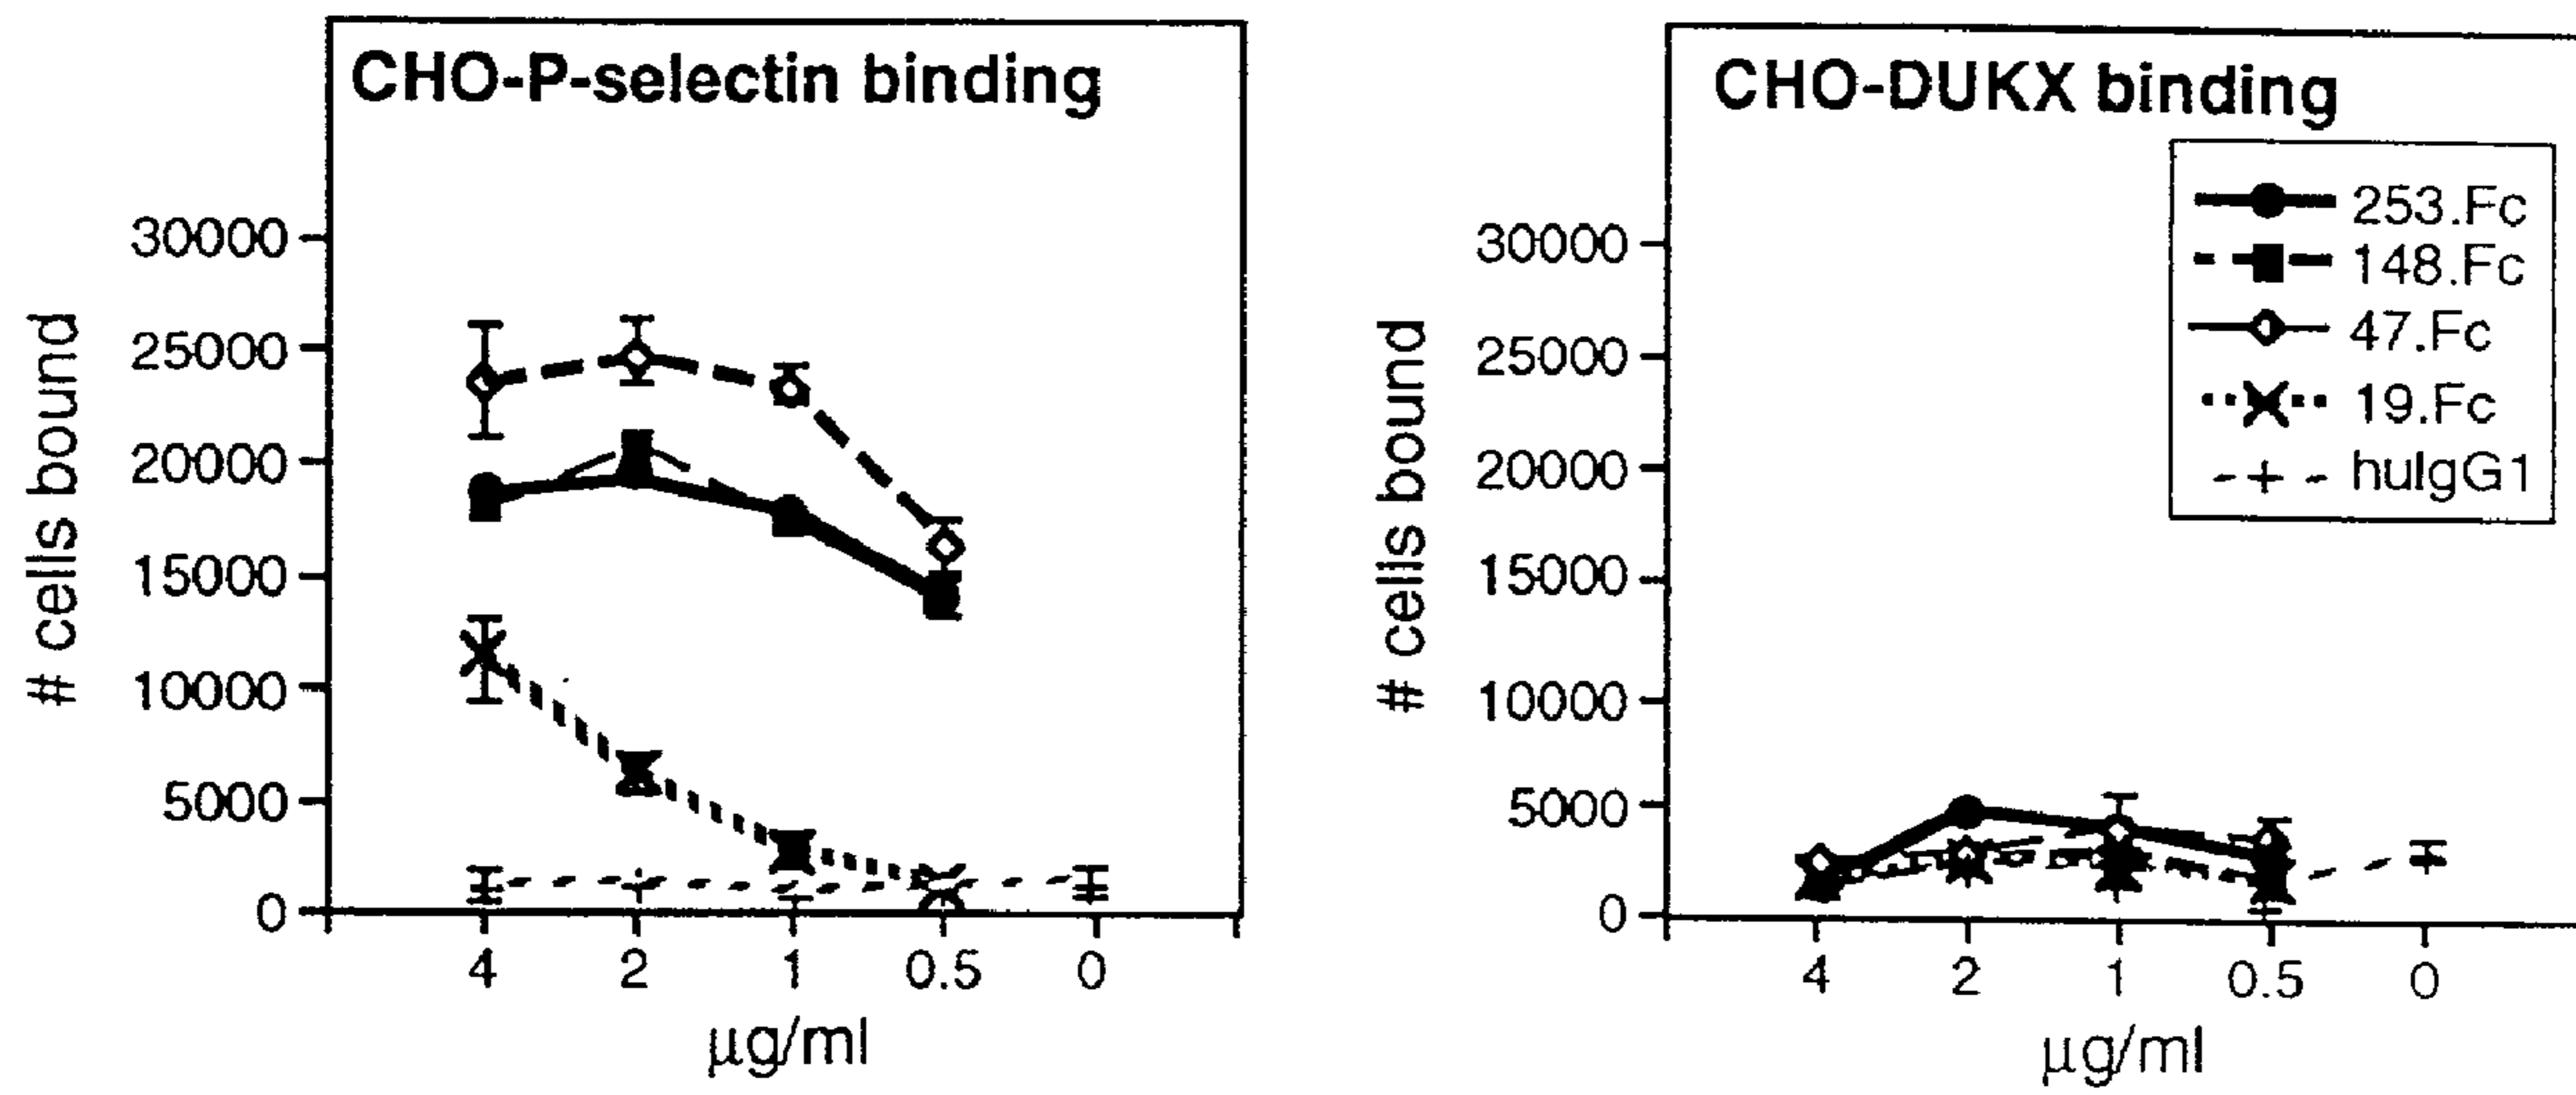 CHO-P-selectin binding
# cells bound
30000
25000
20000
15000
10000
5000
0
4 2 1 0.5 0
µg/ml
CHO-DUKX binding
# cells bound
30000
25000
20000
15000
10000
5000
0
4 2 1 0.5 0
µg/ml
253.Fc
148.Fc
47.Fc
19.Fc
huIgG1